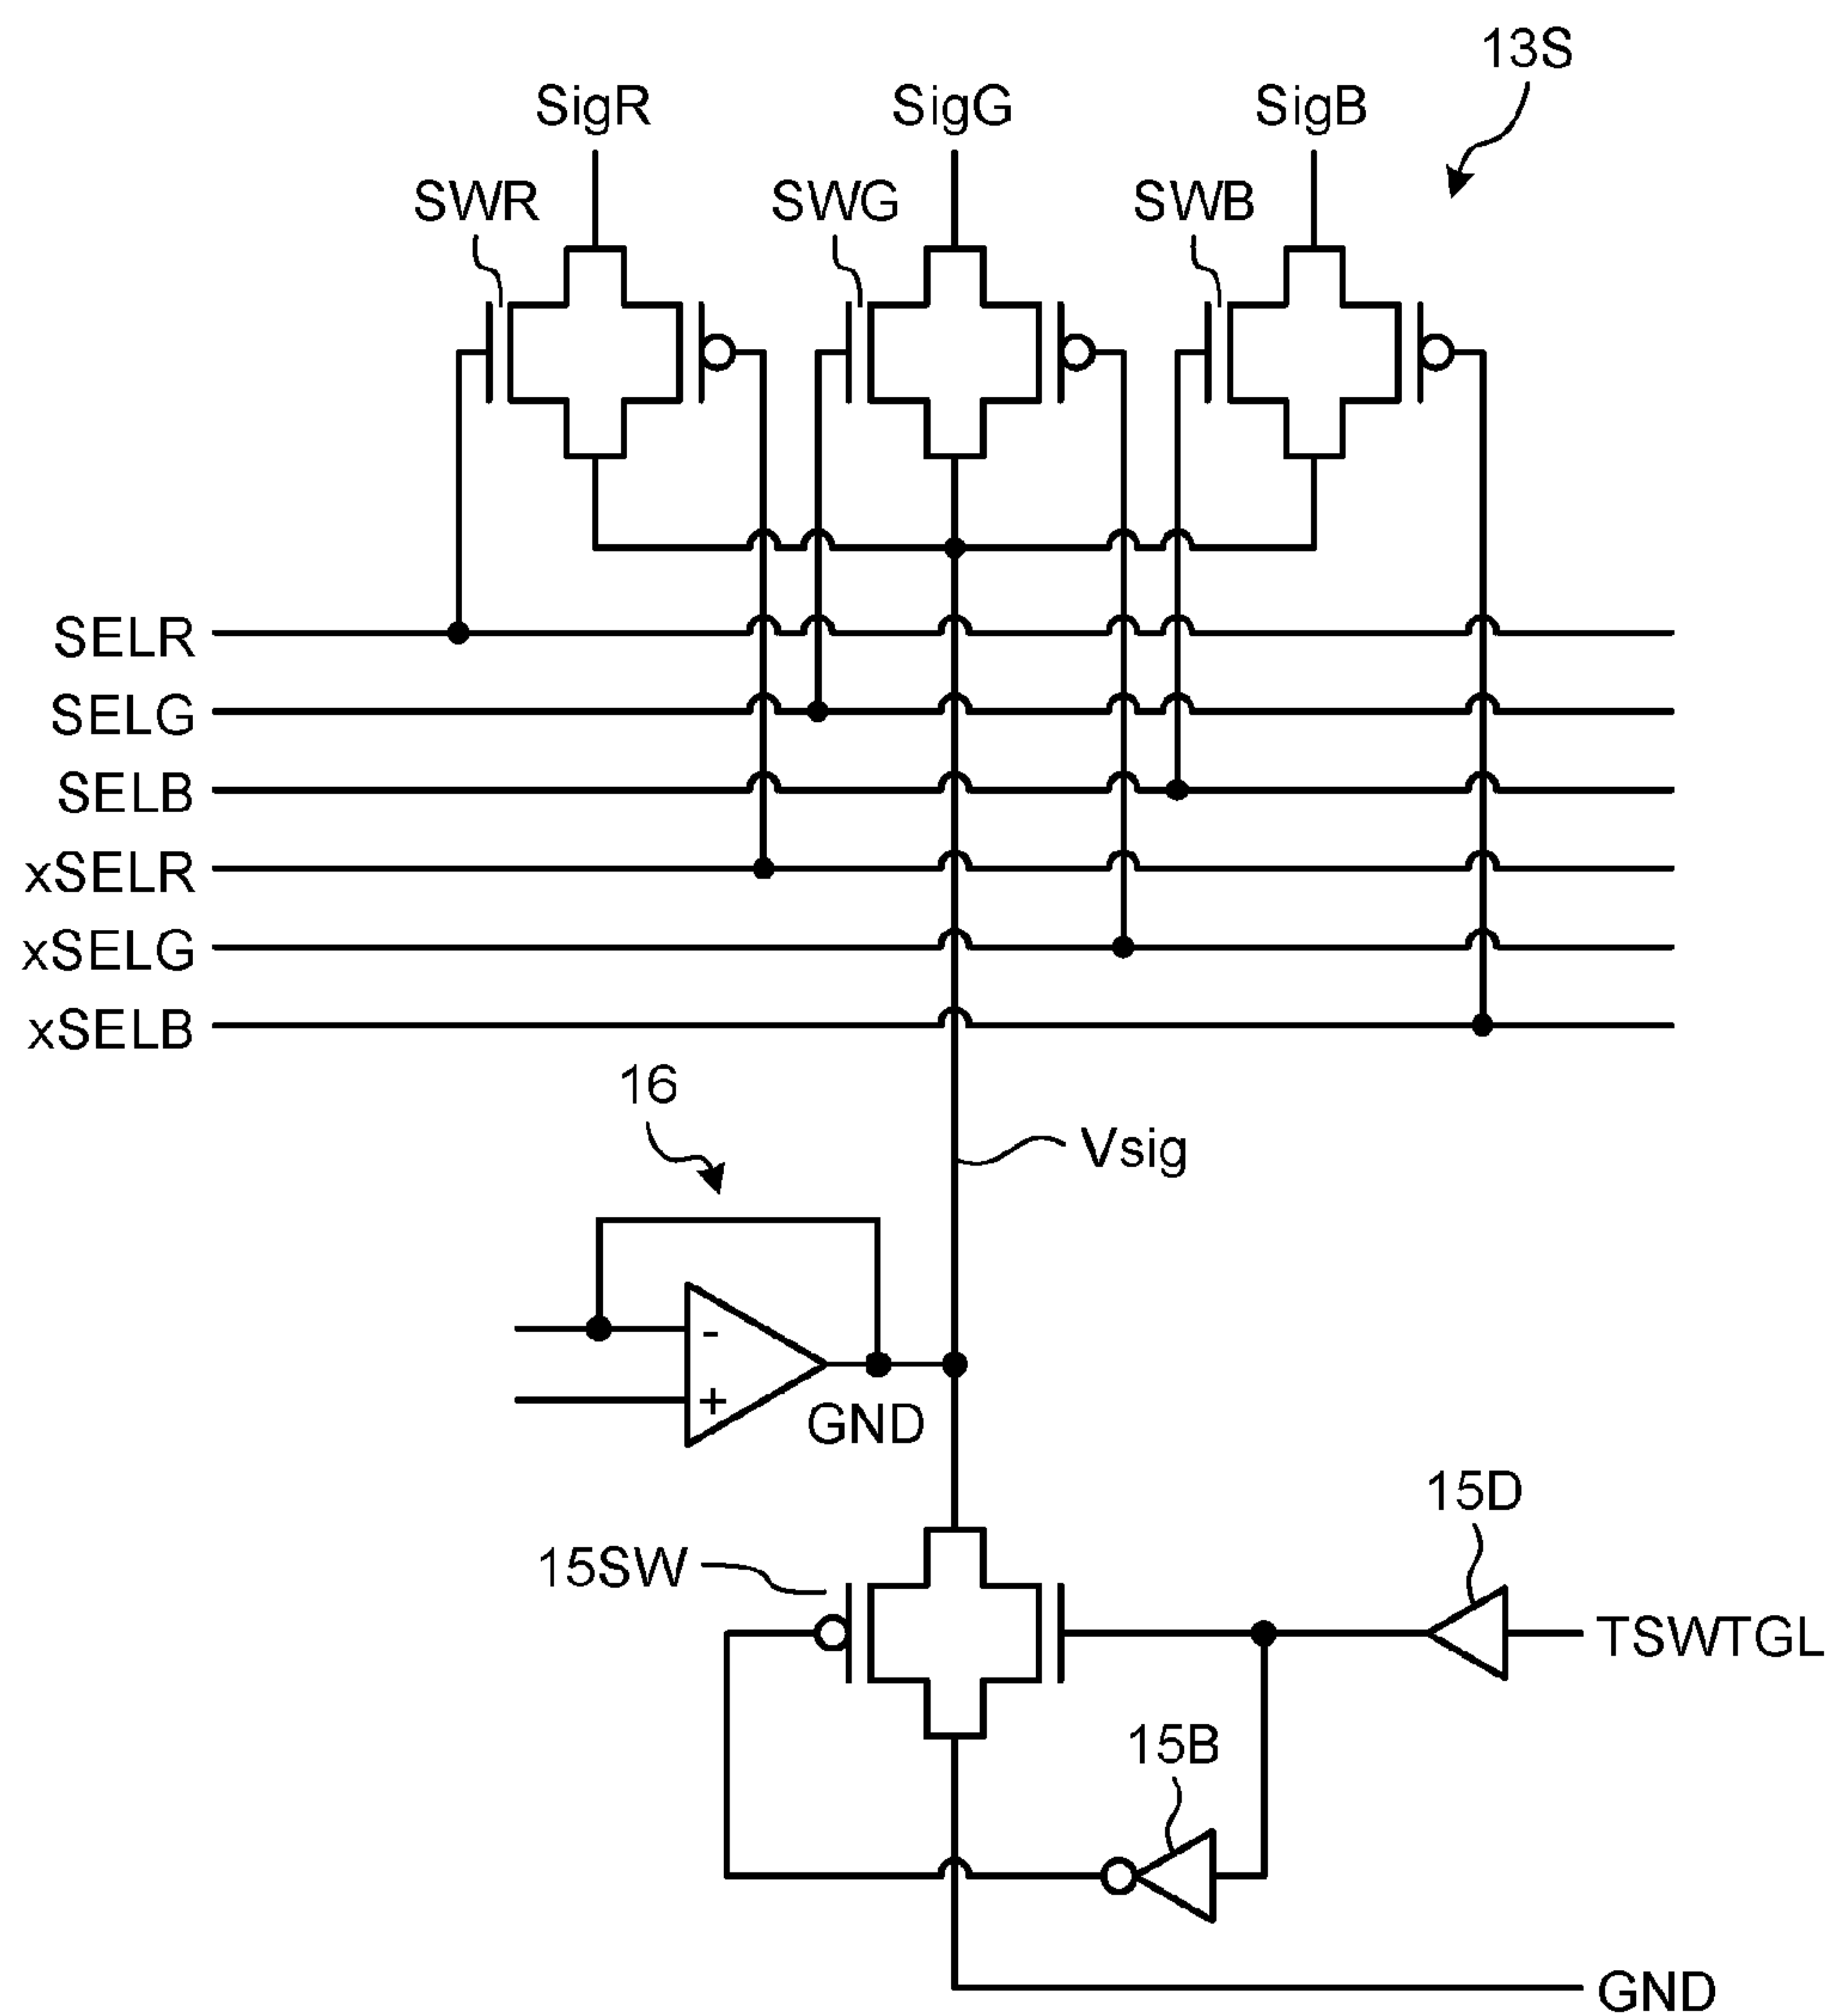 13S
SigR SigG SigB
SWR SWG SWB
SELR
SELG
SELB
xSELR
xSELG
xSELB
16
Vsig
-
+
GND
15D
15SW
TSWTGL
15B
GND